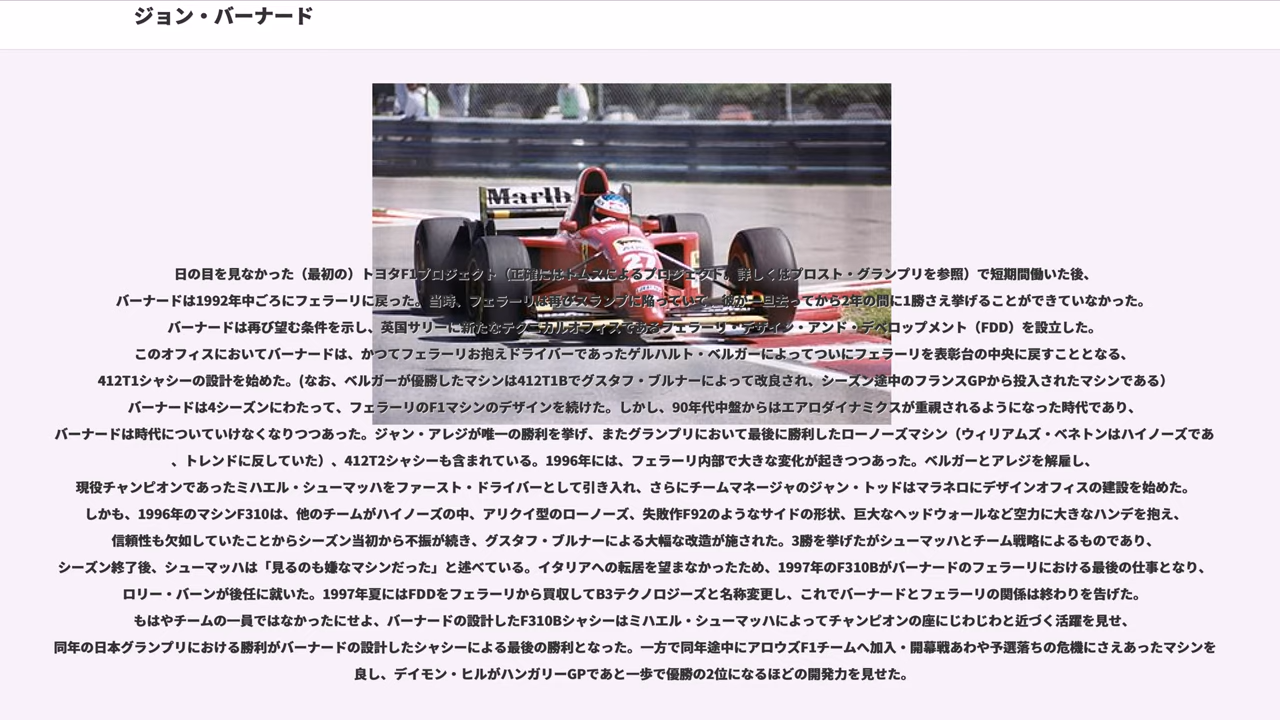 ジョン・バーナード
Marlb
27
日の目を見なかった（最初の）トヨタF1プロジェクト（正確にはトムスによるプロジェクト。詳しくはプロスト・グランプリを参照）で短期間働いた後、
バーナードは1992年中ごろにフェラーリに戻った。当時、フェラーリは再びスランプに陥っていて、彼が一旦去ってから2年の間に1勝さえ挙げることができていなかった。
バーナードは再び望む条件を示し、英国サリーに新たなテクニカルオフィスであるフェラーリ・デザイン・アンド・デベロップメント（FDD）を設立した。
このオフィスにおいてバーナードは、かつてフェラーリお抱えドライバーであったゲルハルト・ベルガーによってついにフェラーリを表彰台の中央に戻すこととなる、
412T1シャシーの設計を始めた。(なお、ベルガーが優勝したマシンは412T1Bでグスタフ・ブルナーによって改良され、シーズン途中のフランスGPから投入されたマシンである）
バーナードは4シーズンにわたって、フェラーリのF1マシンのデザインを続けた。しかし、90年代中盤からはエアロダイナミクスが重視されるようになった時代であり、
バーナードは時代についていけなくなりつつあった。ジャン・アレジが唯一の勝利を挙げ、またグランプリにおいて最後に勝利したローノーズマシン（ウィリアムズ・ベネトンはハイノーズであ
、トレンドに反していた）、412T2シャシーも含まれている。1996年には、フェラーリ内部で大きな変化が起きつつあった。ベルガーとアレジを解雇し、
現役チャンピオンであったミハエル・シューマッハをファースト・ドライバーとして引き入れ、さらにチームマネージャのジャン・トッドはマラネロにデザインオフィスの建設を始めた。
しかも、1996年のマシンF310は、他のチームがハイノーズの中、アリクイ型のローノーズ、失敗作F92のようなサイドの形状、巨大なヘッドウォールなど空力に大きなハンデを抱え、
信頼性も欠如していたことからシーズン当初から不振が続き、グスタフ・ブルナーによる大幅な改造が施された。3勝を挙げたがシューマッハとチーム戦略によるものであり、
シーズン終了後、シューマッハは「見るのも嫌なマシンだった」と述べている。イタリアへの転居を望まなかったため、1997年のF310Bがバーナードのフェラーリにおける最後の仕事となり、
ロリー・バーンが後任に就いた。1997年夏にはFDDをフェラーリから買収してB3テクノロジーズと名称変更し、これでバーナードとフェラーリの関係は終わりを告げた。
もはやチームの一員ではなかったにせよ、バーナードの設計したF310Bシャシーはミハエル・シューマッハによってチャンピオンの座にじわじわと近づく活躍を見せ、
同年の日本グランプリにおける勝利がバーナードの設計したシャシーによる最後の勝利となった。一方で同年途中にアロウズF1チームへ加入・開幕戦あわや予選落ちの危機にさえあったマシンを
良し、デイモン・ヒルがハンガリーGPであと一歩で優勝の2位になるほどの開発力を見せた。